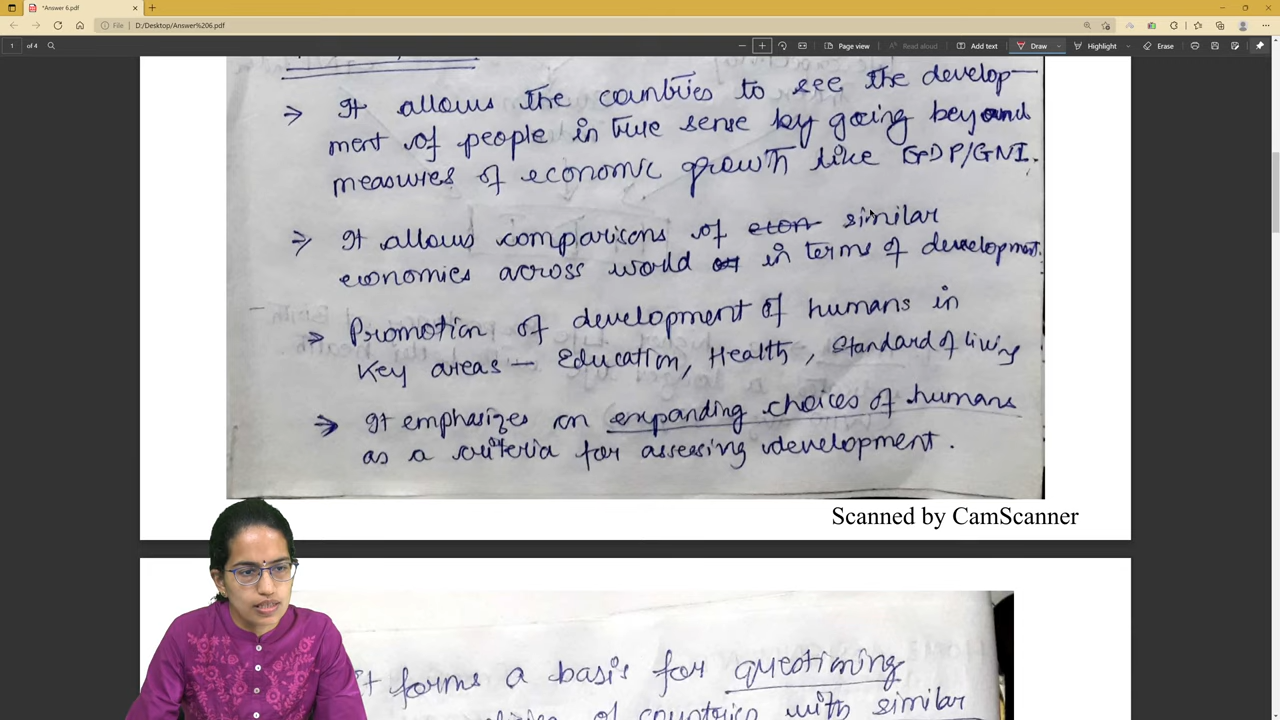 *Answer 6.pdf
File
D:/Desktop/Answer%206.pdf
1 of 4
Page view
Read aloud
Add text
Draw
Highlight
Erase
⇒ It allows the countries to see the develop-
ment of people in true sense by going beyond
measures of economic growth like GDP/GNI.
⇒ It allows comparisons of similar
economies across world in terms of development.
⇒ Promotion of development of humans in
Key areas - Education, Health, Standard of living
⇒ It emphasizes on expanding choices of humans
as a criteria for assessing development.
Scanned by CamScanner
It forms a basis for questioning
of countries with similar